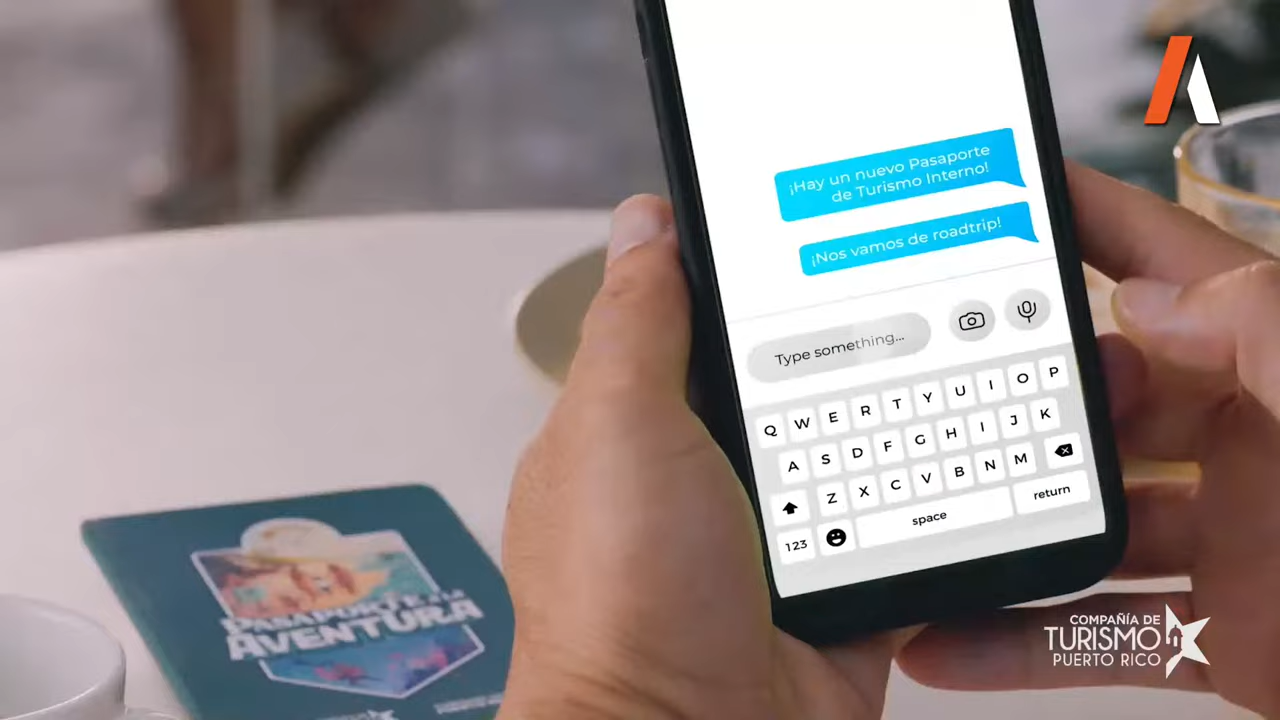 ¡Hay un nuevo Pasaporte
de Turismo Interno!
¡Nos vamos de roadtrip!
Type something...
Q W E R T Y U I O P
A S D F G H I J K
Z X C V B N M
123 space return
PASAPORTE A LA
AVENTURA
COMPAÑÍA DE
TURISMO
PUERTO RICO